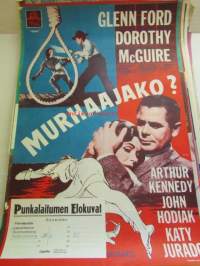 GLENN FORD
DOROTHY
McGUIRE
MURHAAJAKO?
ARTHUR
KENNEDY
JOHN
HODIAK
KATY
JURADO
Punkalaitumen Elokuvat